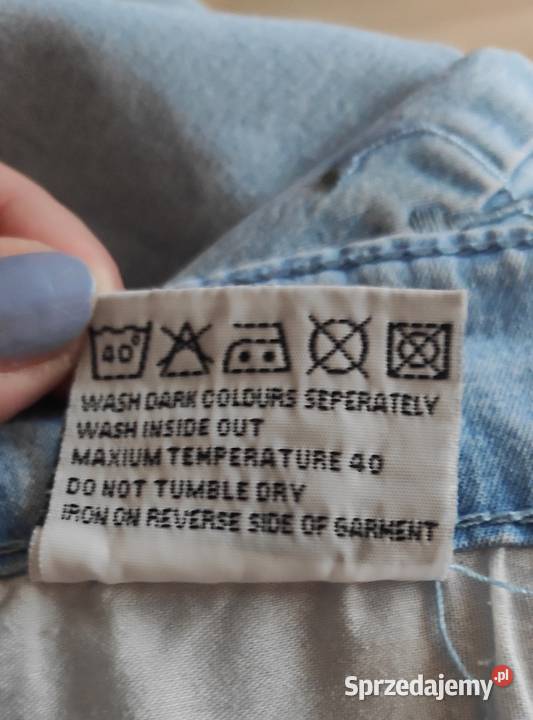 40°
WASH DARK COLOURS SEPERATELY
WASH INSIDE OUT
MAXIUM TEMPERATURE 40
DO NOT TUMBLE DRY
IRON ON REVERSE SIDE OF GARMENT
Sprzedajemy.pl